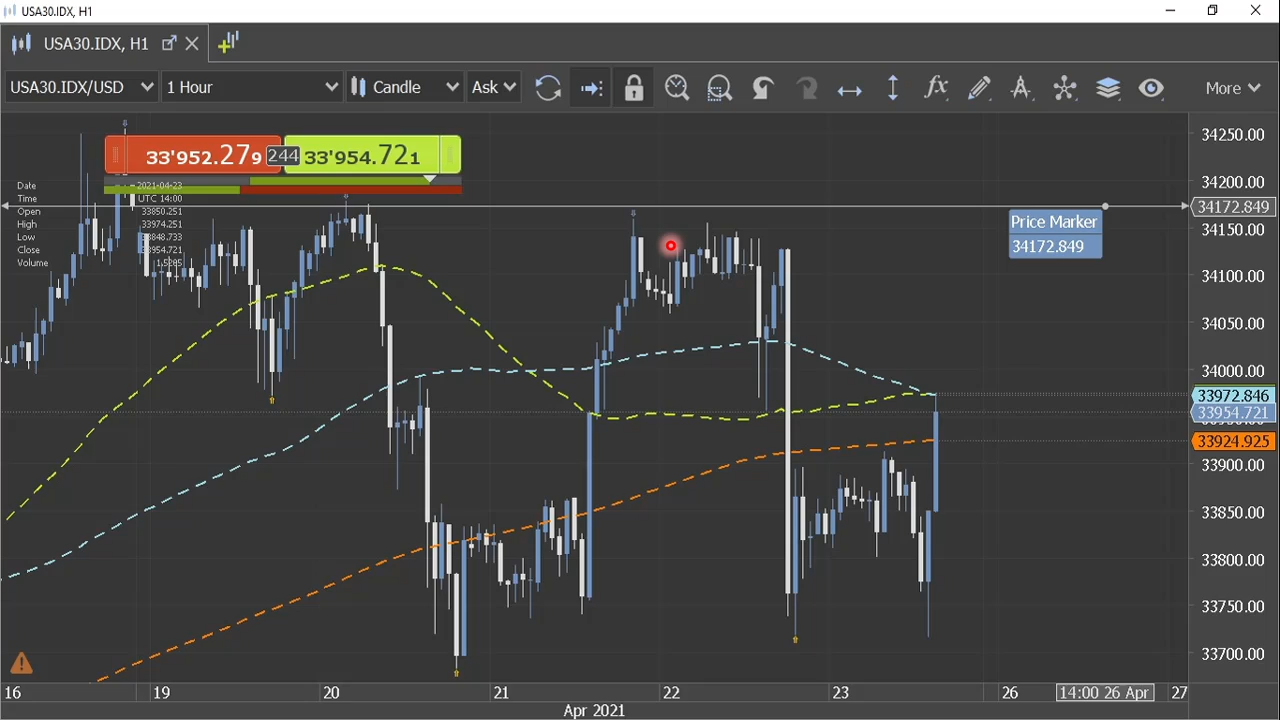 USA30.IDX, H1
USA30.IDX, H1
USA30.IDX/USD 1 Hour Candle Ask More
33'952.279 244 33'954.721
Date 2021-04-23
Time UTC 14:00
Open 33850.251
High 33974.251
Low 33848.733
Close 33954.721
Volume
Price Marker
34172.849
34250.00
34200.00
34172.849
34150.00
34100.00
34050.00
34000.00
33972.846
33954.721
33924.925
33900.00
33850.00
33800.00
33750.00
33700.00
16 19 20 21 22 23 26 14:00 26 Apr 27
Apr 2021